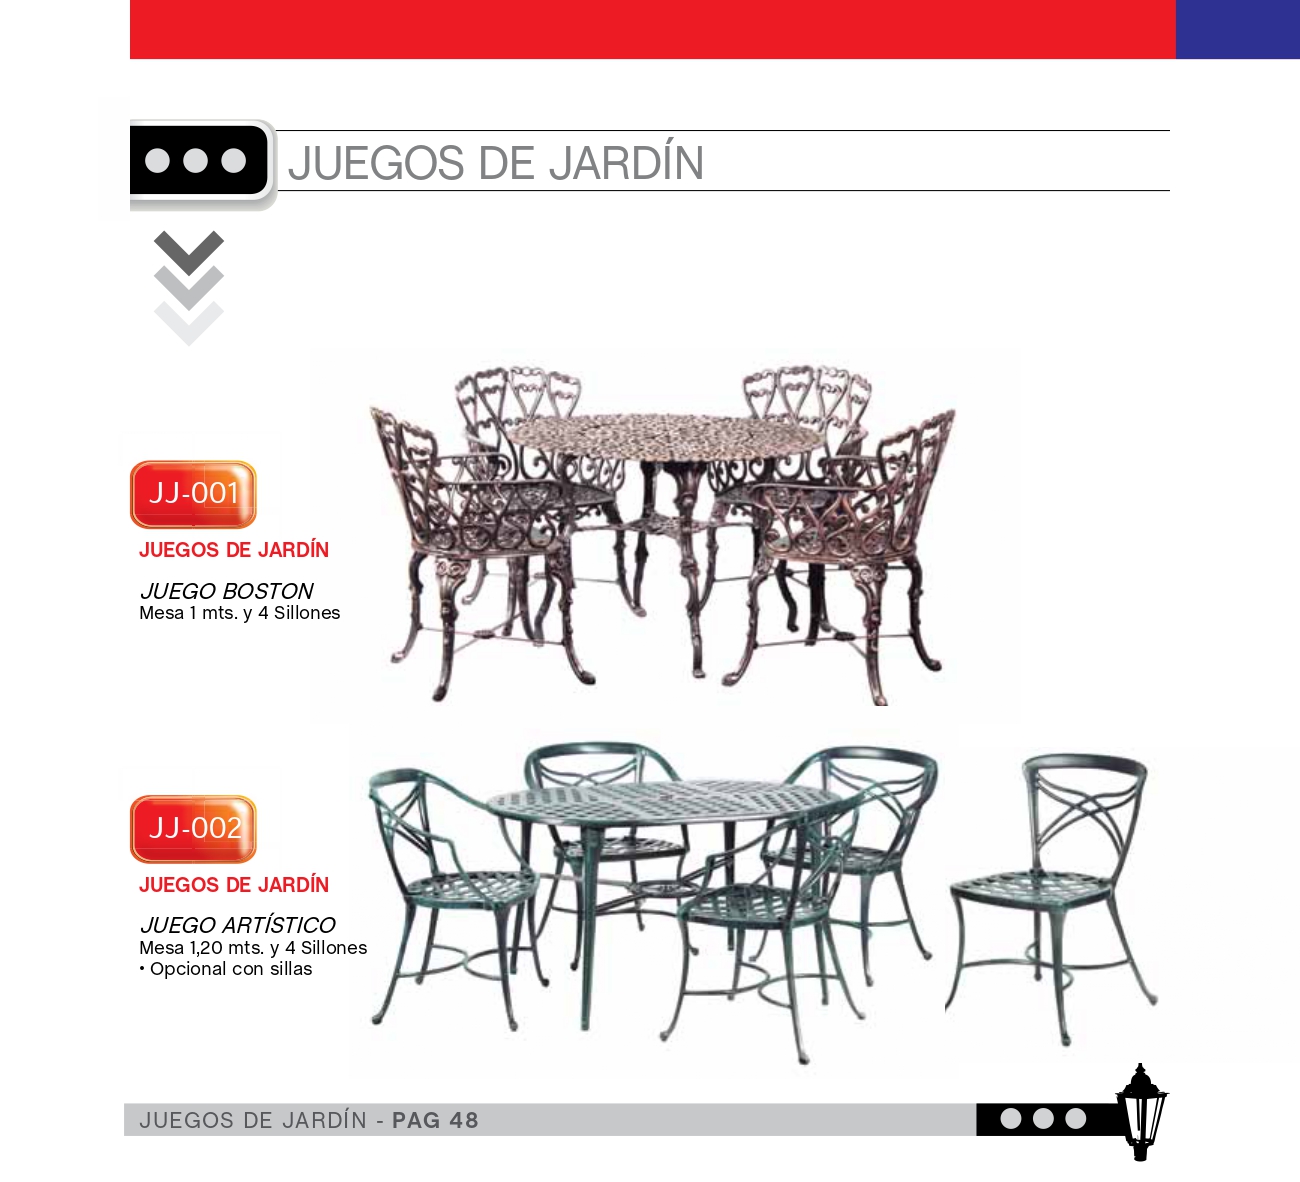 JUEGOS DE JARDÍN
JJ-001
JUEGOS DE JARDÍN
JUEGO BOSTON
Mesa 1 mts. y 4 Sillones
JJ-002
JUEGOS DE JARDÍN
JUEGO ARTÍSTICO
Mesa 1,20 mts. y 4 Sillones
• Opcional con sillas
JUEGOS DE JARDÍN - PAG 48